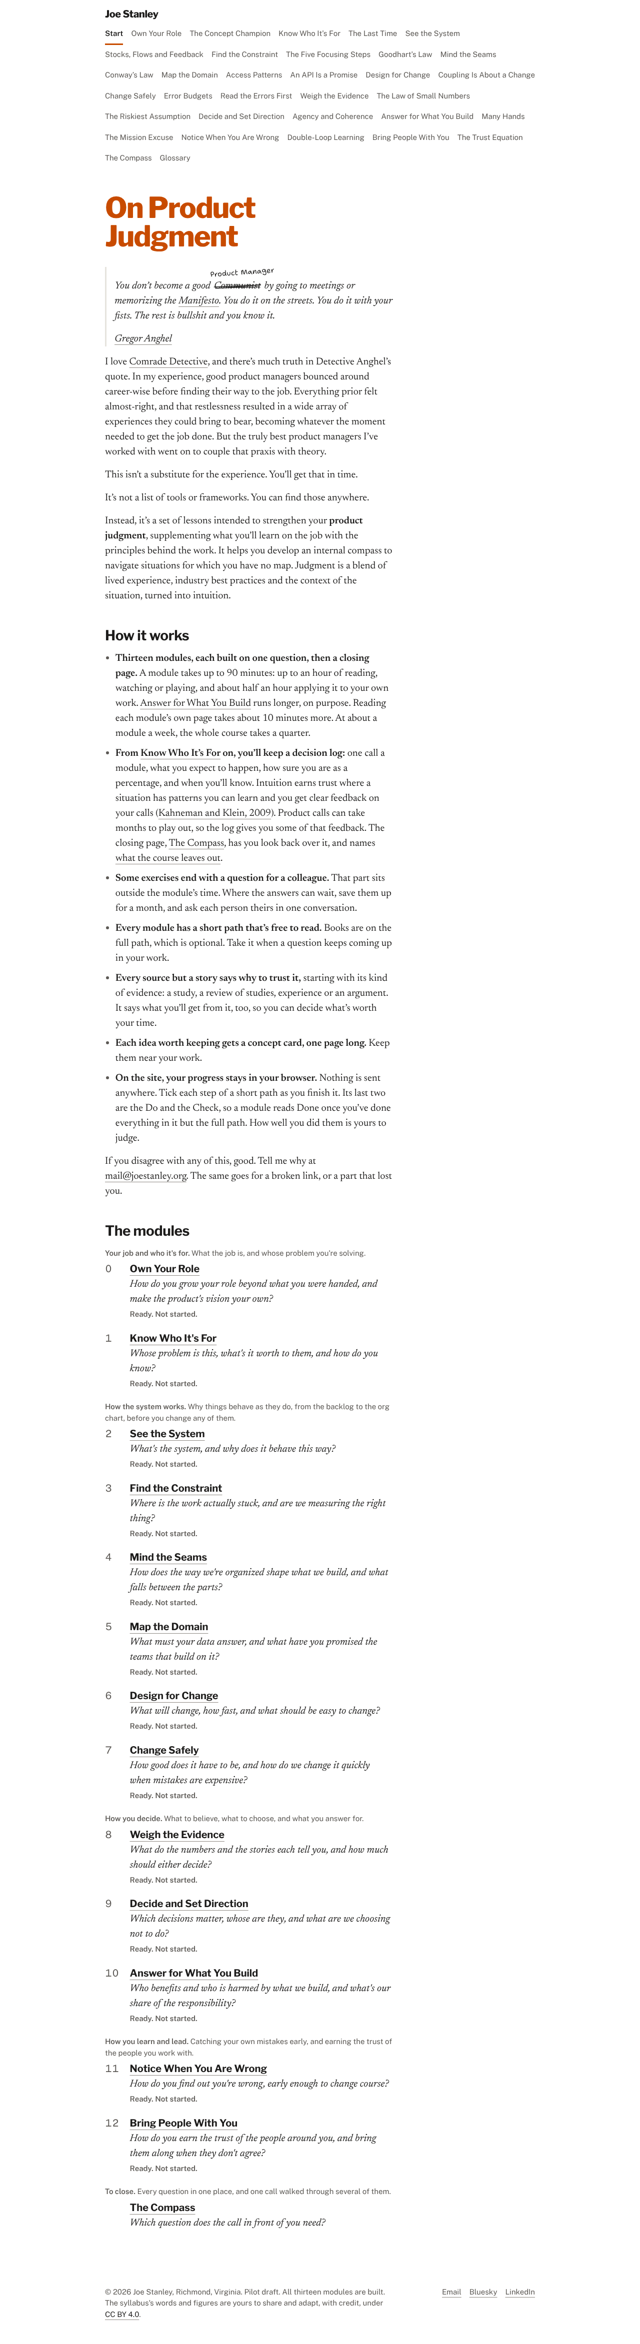 Joe Stanley
Start Own Your Role The Concept Champion Know Who It's For The Last Time See the System
Stocks, Flows and Feedback Find the Constraint The Five Focusing Steps Goodhart's Law Mind the Seams
Conway's Law Map the Domain Access Patterns An API Is a Promise Design for Change Coupling Is About a Change
Change Safely Error Budgets Read the Errors First Weigh the Evidence The Law of Small Numbers
The Riskiest Assumption Decide and Set Direction Agency and Coherence Answer for What You Build Many Hands
The Mission Excuse Notice When You Are Wrong Double-Loop Learning Bring People With You The Trust Equation
The Compass Glossary
On Product
Judgment
Product Manager
You don't become a good Communist by going to meetings or
memorizing the Manifesto. You do it on the streets. You do it with your
fists. The rest is bullshit and you know it.
Gregor Anghel
I love Comrade Detective, and there's much truth in Detective Anghel's
quote. In my experience, good product managers bounced around
career-wise before finding their way to the job. Everything prior felt
almost-right, and that restlessness resulted in a wide array of
experiences they could bring to bear, becoming whatever the moment
needed to get the job done. But the truly best product managers I've
worked with went on to couple that praxis with theory.
This isn't a substitute for the experience. You'll get that in time.
It's not a list of tools or frameworks. You can find those anywhere.
Instead, it's a set of lessons intended to strengthen your product
judgment, supplementing what you'll learn on the job with the
principles behind the work. It helps you develop an internal compass to
navigate situations for which you have no map. Judgment is a blend of
lived experience, industry best practices and the context of the
situation, turned into intuition.
How it works
• Thirteen modules, each built on one question, then a closing
page. A module takes up to 90 minutes: up to an hour of reading,
watching or playing, and about half an hour applying it to your own
work. Answer for What You Build runs longer, on purpose. Reading
each module's own page takes about 10 minutes more. At about a
module a week, the whole course takes a quarter.
• From Know Who It's For on, you'll keep a decision log: one call a
module, what you expect to happen, how sure you are as a
percentage, and when you'll know. Intuition earns trust where a
situation has patterns you can learn and you get clear feedback on
your calls (Kahneman and Klein, 2009). Product calls can take
months to play out, so the log gives you some of that feedback. The
closing page, The Compass, has you look back over it, and names
what the course leaves out.
• Some exercises end with a question for a colleague. That part sits
outside the module's time. Where the answers can wait, save them up
for a month, and ask each person theirs in one conversation.
• Every module has a short path that's free to read. Books are on the
full path, which is optional. Take it when a question keeps coming up
in your work.
• Every source but a story says why to trust it, starting with its kind
of evidence: a study, a review of studies, experience or an argument.
It says what you'll get from it, too, so you can decide what's worth
your time.
• Each idea worth keeping gets a concept card, one page long. Keep
them near your work.
• On the site, your progress stays in your browser. Nothing is sent
anywhere. Tick each step of a short path as you finish it. Its last two
are the Do and the Check, so a module reads Done once you've done
everything in it but the full path. How well you did them is yours to
judge.
If you disagree with any of this, good. Tell me why at
mail@joestanley.org. The same goes for a broken link, or a part that lost
you.
The modules
Your job and who it's for. What the job is, and whose problem you're solving.
0 Own Your Role
How do you grow your role beyond what you were handed, and
make the product's vision your own?
Ready. Not started.
1 Know Who It's For
Whose problem is this, what's it worth to them, and how do you
know?
Ready. Not started.
How the system works. Why things behave as they do, from the backlog to the org
chart, before you change any of them.
2 See the System
What's the system, and why does it behave this way?
Ready. Not started.
3 Find the Constraint
Where is the work actually stuck, and are we measuring the right
thing?
Ready. Not started.
4 Mind the Seams
How does the way we're organized shape what we build, and what
falls between the parts?
Ready. Not started.
5 Map the Domain
What must your data answer, and what have you promised the
teams that build on it?
Ready. Not started.
6 Design for Change
What will change, how fast, and what should be easy to change?
Ready. Not started.
7 Change Safely
How good does it have to be, and how do we change it quickly
when mistakes are expensive?
Ready. Not started.
How you decide. What to believe, what to choose, and what you answer for.
8 Weigh the Evidence
What do the numbers and the stories each tell you, and how much
should either decide?
Ready. Not started.
9 Decide and Set Direction
Which decisions matter, whose are they, and what are we choosing
not to do?
Ready. Not started.
10 Answer for What You Build
Who benefits and who is harmed by what we build, and what's our
share of the responsibility?
Ready. Not started.
How you learn and lead. Catching your own mistakes early, and earning the trust of
the people you work with.
11 Notice When You Are Wrong
How do you find out you're wrong, early enough to change course?
Ready. Not started.
12 Bring People With You
How do you earn the trust of the people around you, and bring
them along when they don't agree?
Ready. Not started.
To close. Every question in one place, and one call walked through several of them.
The Compass
Which question does the call in front of you need?
© 2026 Joe Stanley, Richmond, Virginia. Pilot draft. All thirteen modules are built.
The syllabus's words and figures are yours to share and adapt, with credit, under
CC BY 4.0.
Email Bluesky LinkedIn